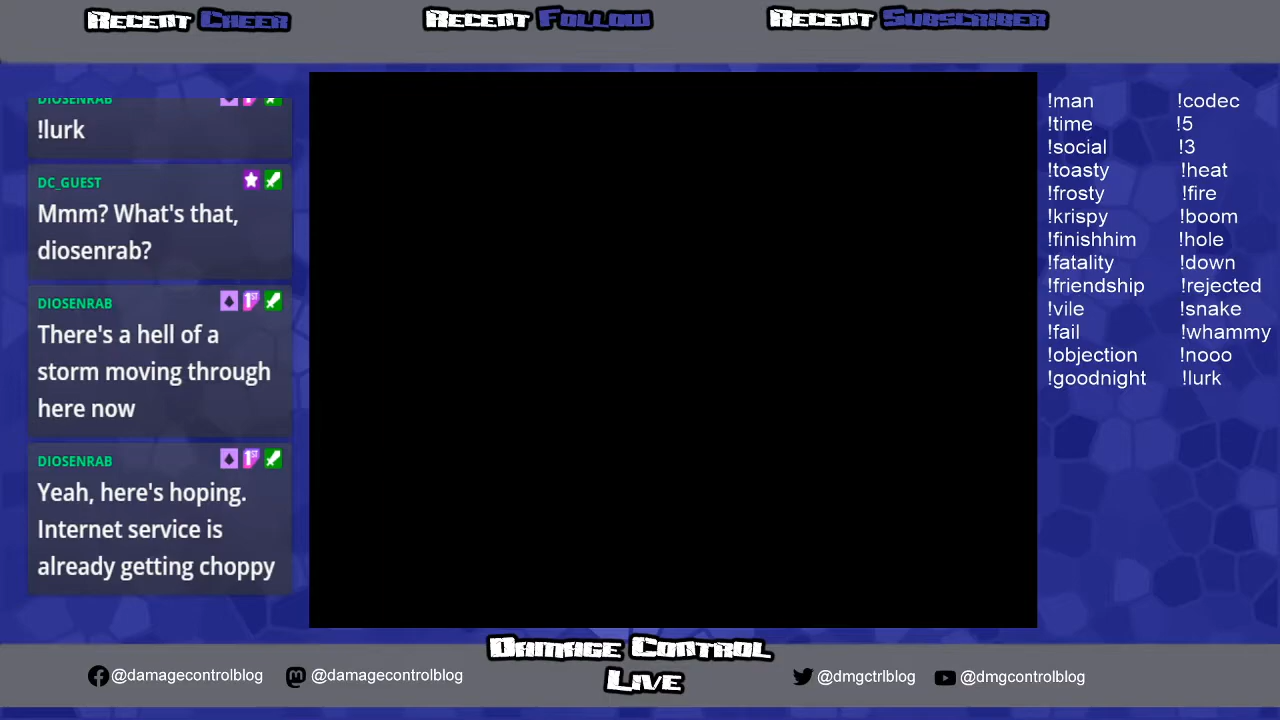 Recent Cheer
Recent Follow
Recent Subscriber
DIOSENRAB
!lurk
DC_GUEST
Mmm? What's that,
diosenrab?
DIOSENRAB
1ST
There's a hell of a
storm moving through
here now
DIOSENRAB
1ST
Yeah, here's hoping.
Internet service is
already getting choppy
!man !codec
!time !5
!social !3
!toasty !heat
!frosty !fire
!krispy !boom
!finishhim !hole
!fatality !down
!friendship !rejected
!vile !snake
!fail !whammy
!objection !nooo
!goodnight !lurk
Damage Control
Live
@damagecontrolblog
@damagecontrolblog
@dmgctrlblog
@dmgcontrolblog